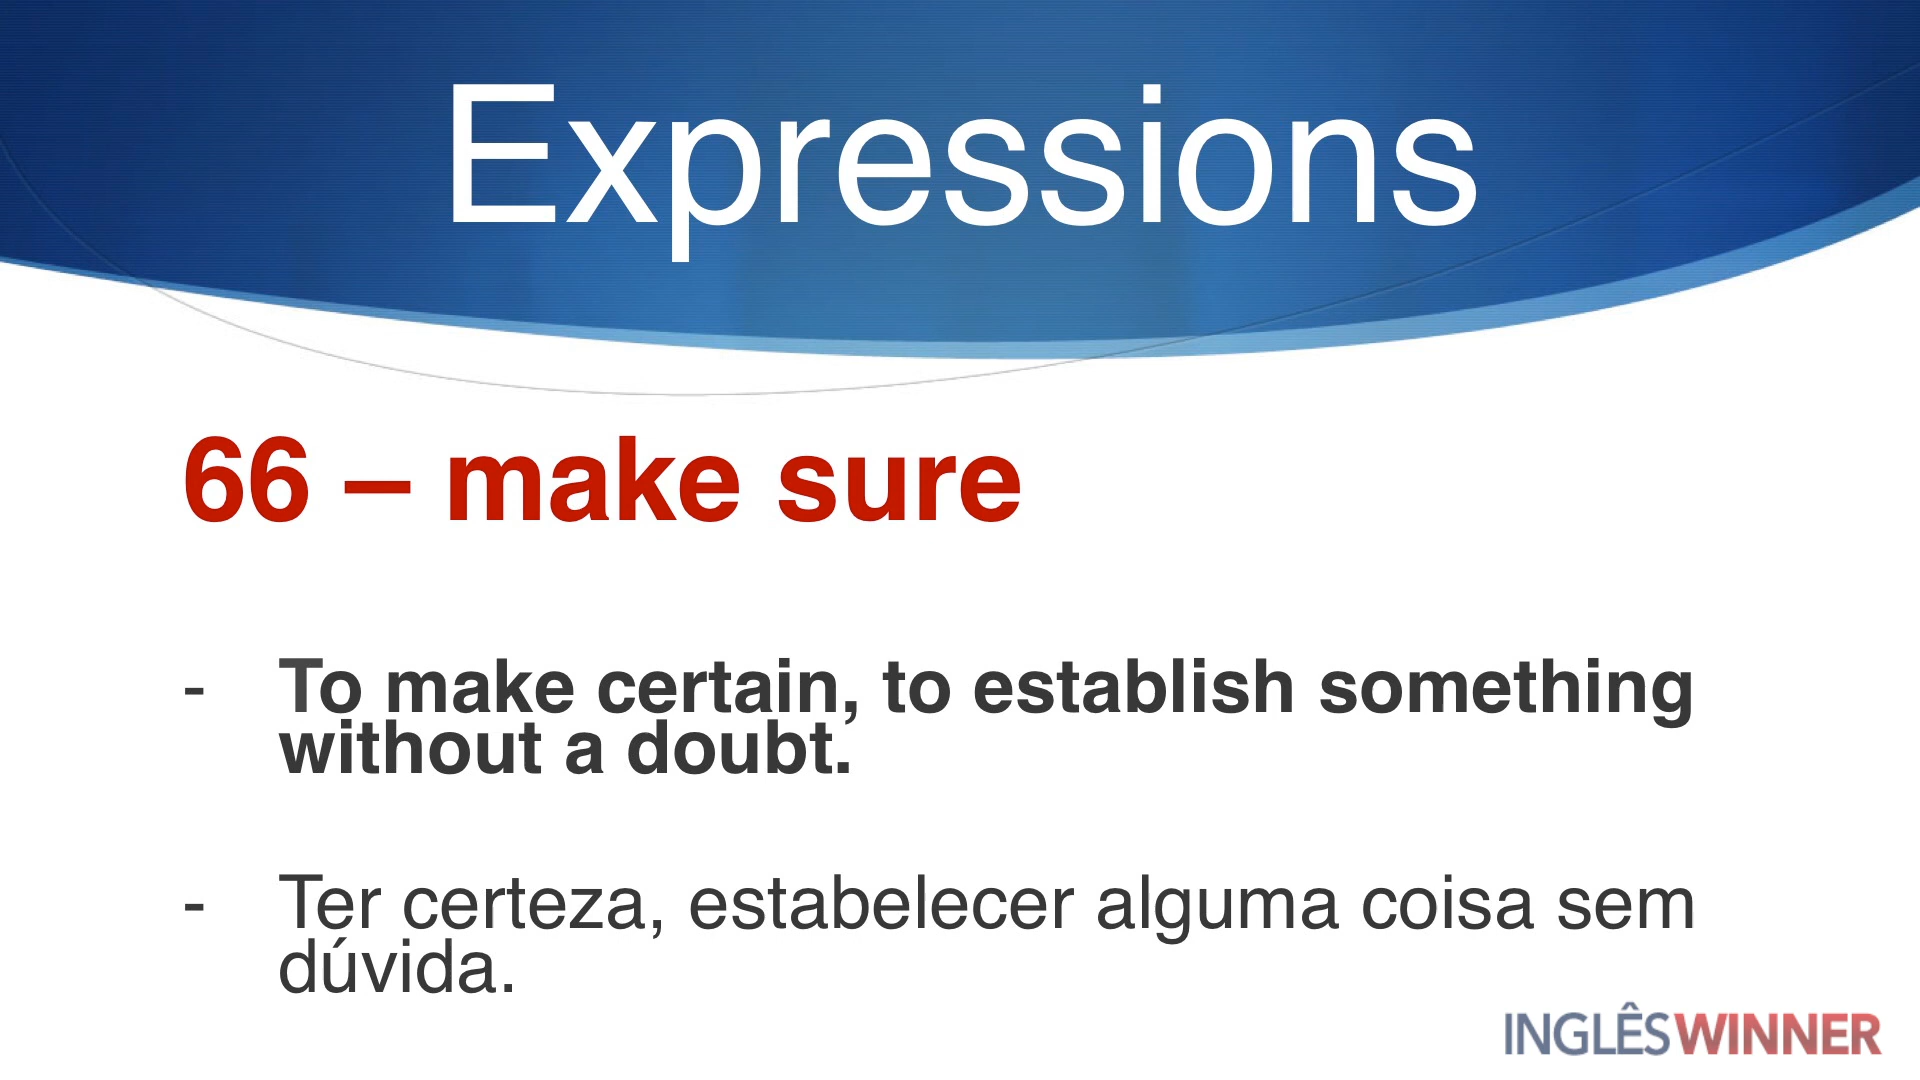 Expressions
66 – make sure
- To make certain, to establish something
without a doubt.
- Ter certeza, estabelecer alguma coisa sem
dúvida.
INGLÊSWINNER